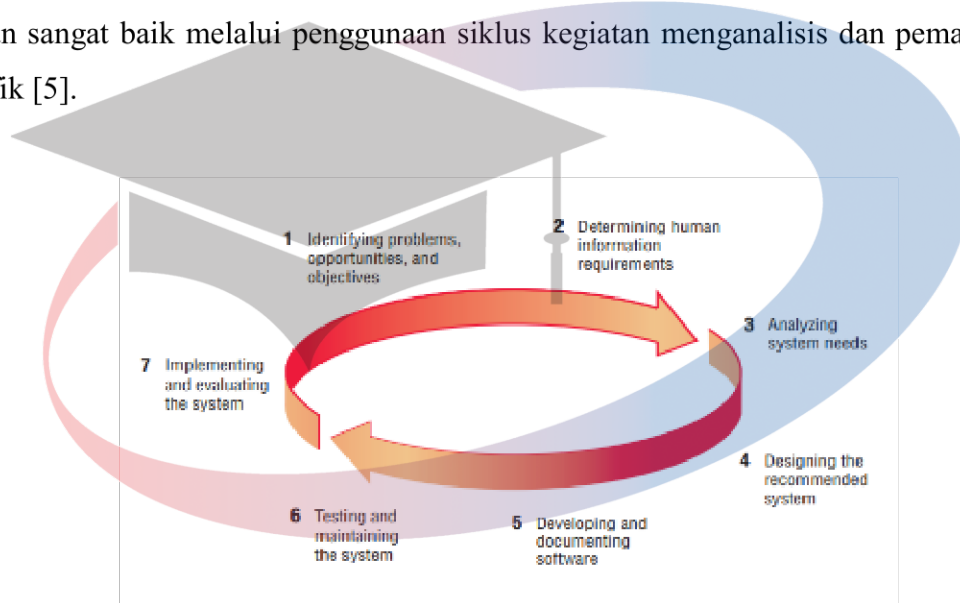 sangat baik melalui penggunaan siklus kegiatan menganalisis dan
[5].
1 Identifying problems,
opportunities, and
objectives
2 Determining human
information
requirements
3 Analyzing
system needs
4 Designing the
recommended
system
5 Developing and
documenting
software
6 Testing and
maintaining
the system
7 Implementing
and evaluating
the system